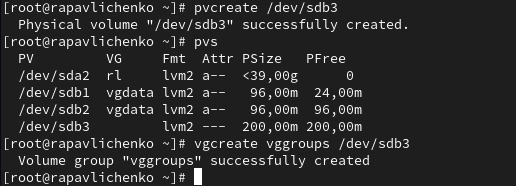 [root@rapavlichenko ~]# pvcreate /dev/sdb3
  Physical volume "/dev/sdb3" successfully created.
[root@rapavlichenko ~]# pvs
  PV         VG     Fmt  Attr PSize   PFree
  /dev/sda2  rl     lvm2 a--  <39,00g      0
  /dev/sdb1  vgdata lvm2 a--   96,00m  24,00m
  /dev/sdb2  vgdata lvm2 a--   96,00m  96,00m
  /dev/sdb3         lvm2 ---  200,00m 200,00m
[root@rapavlichenko ~]# vgcreate vggroups /dev/sdb3
  Volume group "vggroups" successfully created
[root@rapavlichenko ~]#